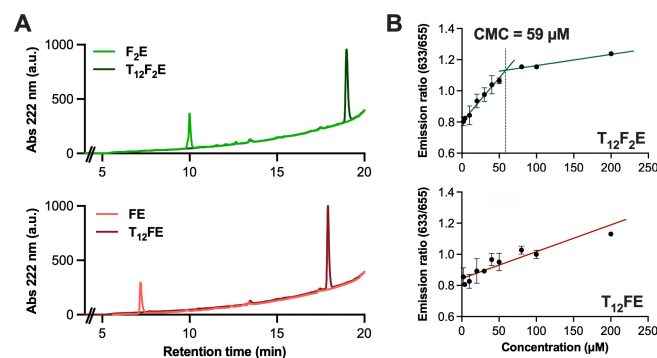 A
Abs 222 nm (a.u.)
1000
500
0
F₂E
T₁₂F₂E
5
10
15
20
Abs 222 nm (a.u.)
1000
500
0
FE
T₁₂FE
5
10
15
20
Retention time (min)
B
CMC = 59 µM
Emission ratio (633/655)
1.4
1.2
1.0
0.8
0.6
0
50
100
150
200
T₁₂F₂E
Emission ratio (633/655)
1.4
1.2
1.0
0.8
0.6
0
50
100
150
200
T₁₂FE
Concentration (µM)